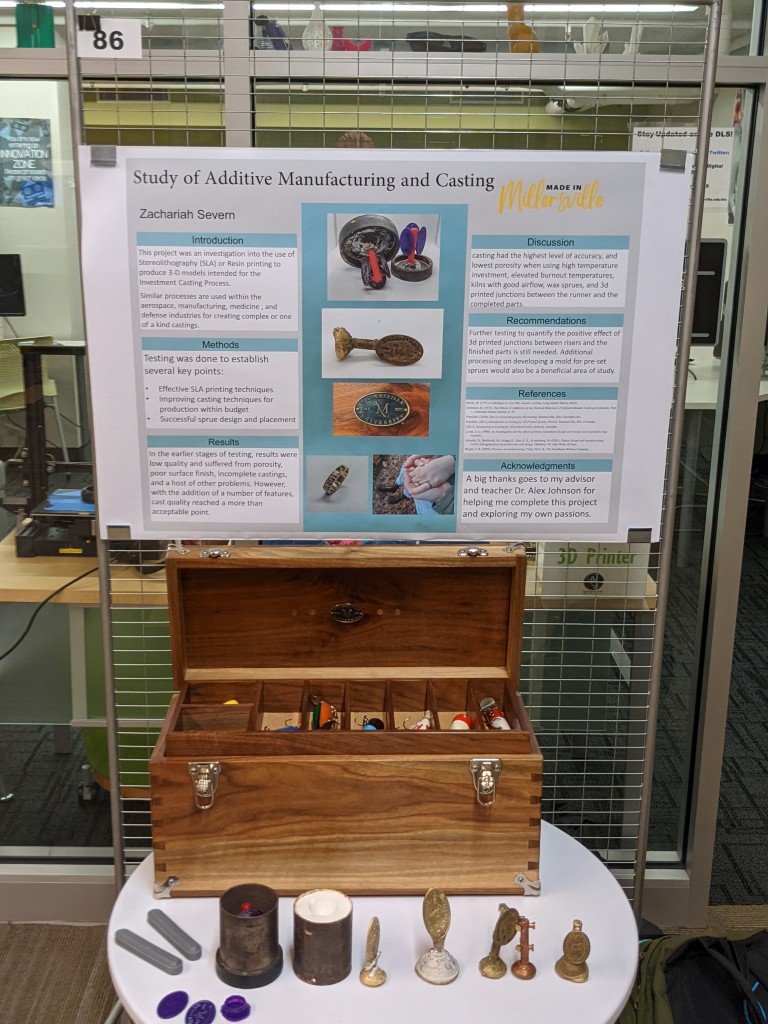 86
INNOVATION
ZONE
Stay Updated
DLS!
Twitter:
Digital
Study of Additive Manufacturing and Casting
MADE IN
Millersville
Zachariah Severn
Introduction
This project was an investigation into the use of
Stereolithography (SLA) or Resin printing to
produce 3-D models intended for the
Investment Casting Process.
Similar processes are used within the
aerospace, manufacturing, medicine , and
defense industries for creating complex or one
of a kind castings.
Methods
Testing was done to establish
several key points:
• Effective SLA printing techniques
• Improving casting techniques for
production within budget
• Successful sprue design and placement
Results
In the earlier stages of testing, results were
low quality and suffered from porosity,
poor surface finish, incomplete castings,
and a host of other problems. However,
with the addition of a number of features,
cast quality reached a more than
acceptable point.
MILLERSVILLE
M
UNIVERSITY
Discussion
casting had the highest level of accuracy, and
lowest porosity when using high temperature
investment, elevated burnout temperatures,
kilns with good airflow, wax sprues, and 3d
printed junctions between the runner and the
completed parts.
Recommendations
Further testing to quantify the positive effect of
3d printed junctions between risers and the
finished parts is still needed. Additional
processing on developing a mold for pre-set
sprues would also be a beneficial area of study.
References
Acknowledgments
A big thanks goes to my advisor
and teacher Dr. Alex Johnson for
helping me complete this project
and exploring my own passions.
3D Printer